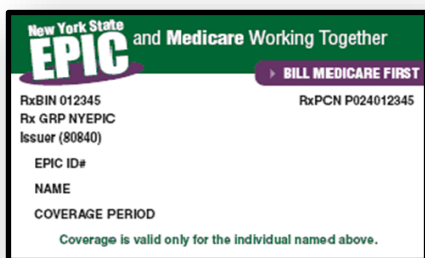 New York State
EPIC and Medicare Working Together
BILL MEDICARE FIRST
RxBIN 012345 RxPCN P024012345
Rx GRP NYEPIC
Issuer (80840)
EPIC ID#
NAME
COVERAGE PERIOD
Coverage is valid only for the individual named above.